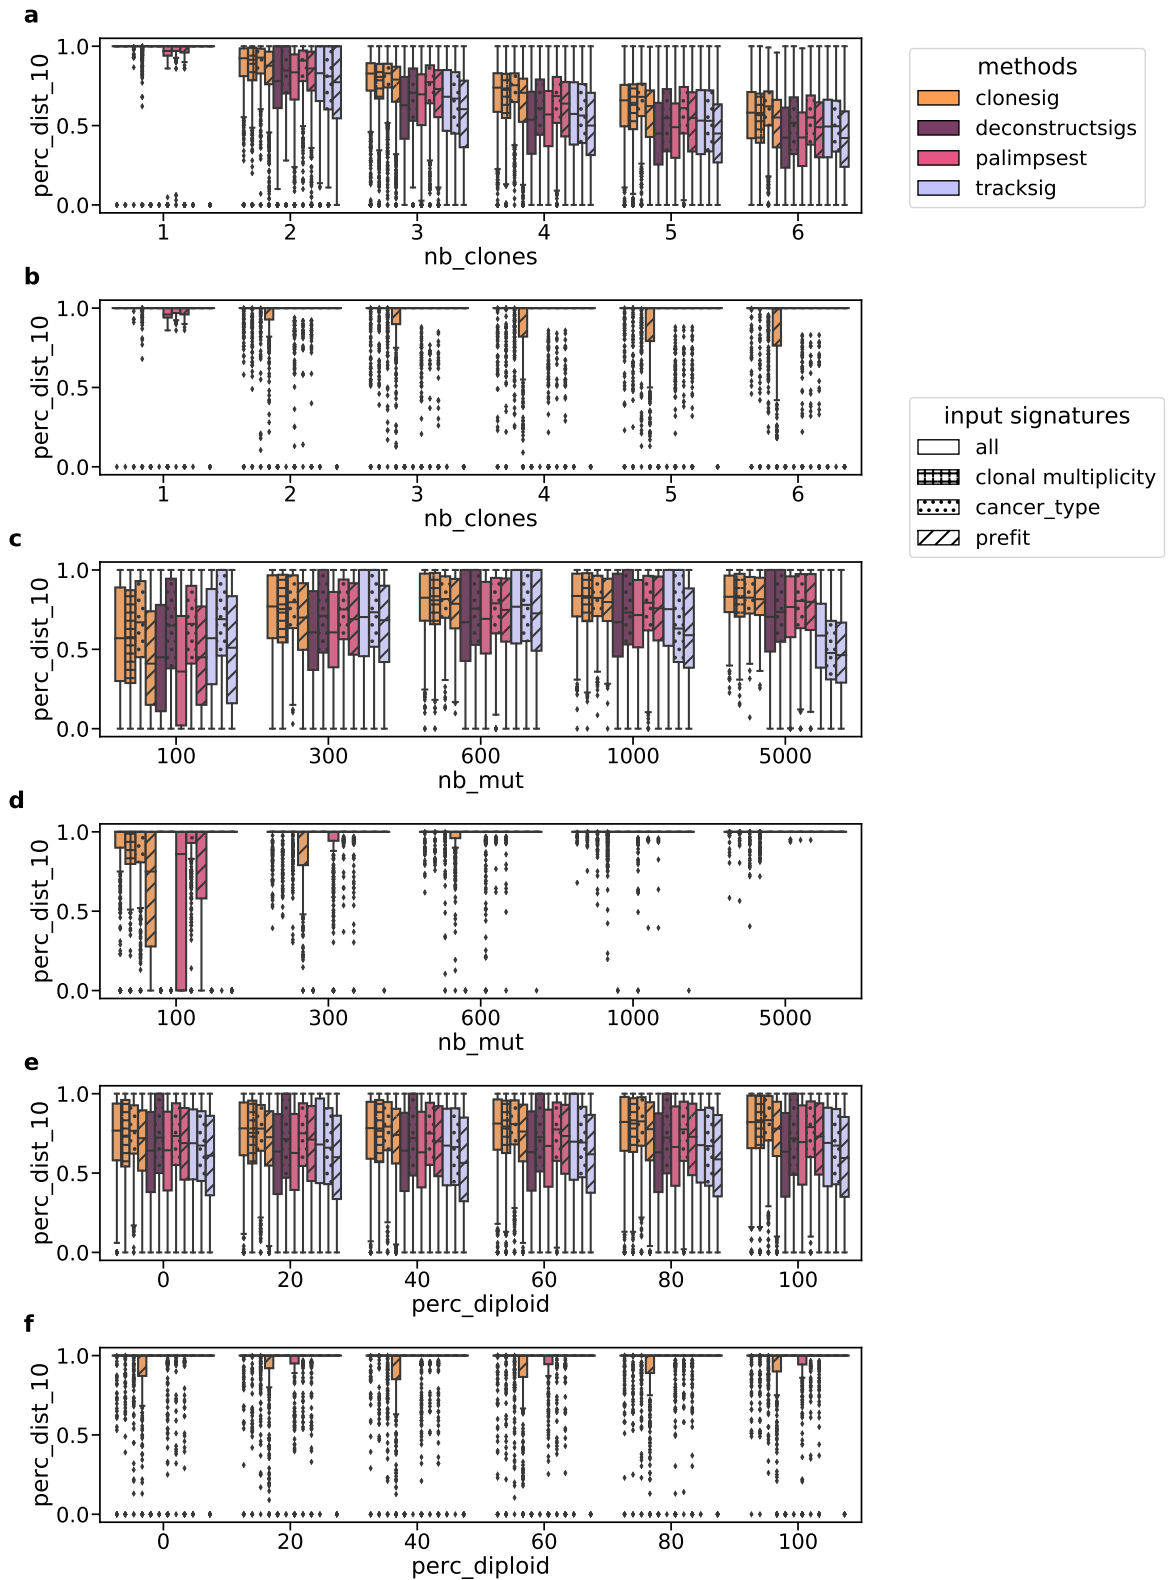 a
perc_dist_10
1.0
0.5
0.0
1 2 3 4 5 6
nb_clones
methods
clonesig
deconstructsigs
palimpsest
tracksig
b
perc_dist_10
1.0
0.5
0.0
1 2 3 4 5 6
nb_clones
input signatures
all
clonal multiplicity
cancer_type
prefit
c
perc_dist_10
1.0
0.5
0.0
100 300 600 1000 5000
nb_mut
d
perc_dist_10
1.0
0.5
0.0
100 300 600 1000 5000
nb_mut
e
perc_dist_10
1.0
0.5
0.0
0 20 40 60 80 100
perc_diploid
f
perc_dist_10
1.0
0.5
0.0
0 20 40 60 80 100
perc_diploid